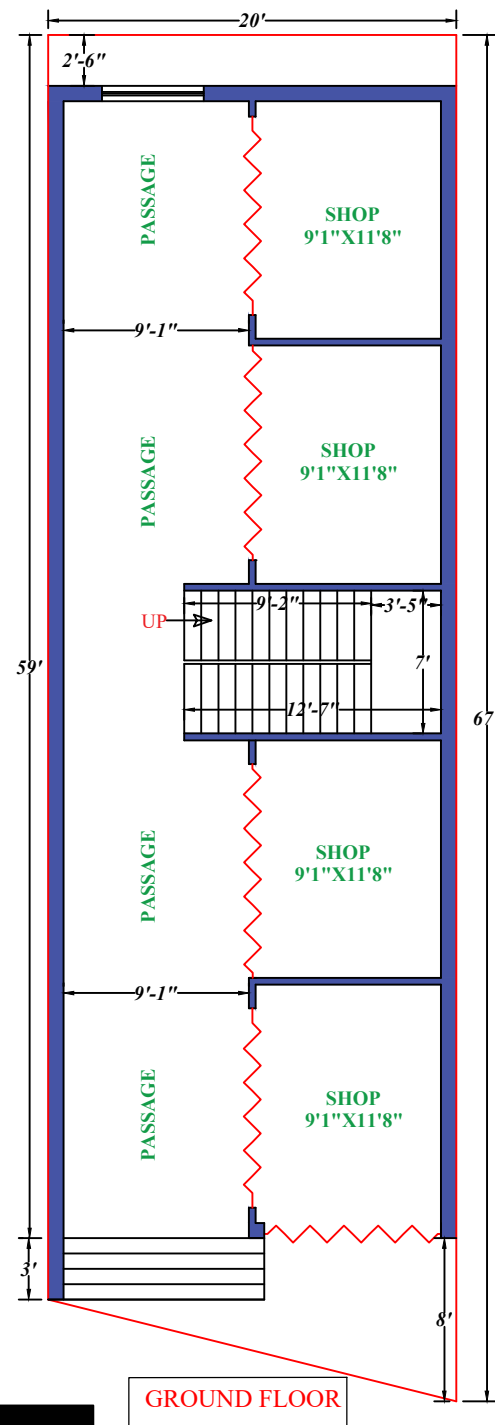 20'
2'-6"
PASSAGE
SHOP
9'1"X11'8"
9'-1"
PASSAGE
SHOP
9'1"X11'8"
9'-2"
3'-5"
UP
59'
7'
12'-7"
67
PASSAGE
SHOP
9'1"X11'8"
9'-1"
PASSAGE
SHOP
9'1"X11'8"
3'
8'
GROUND FLOOR